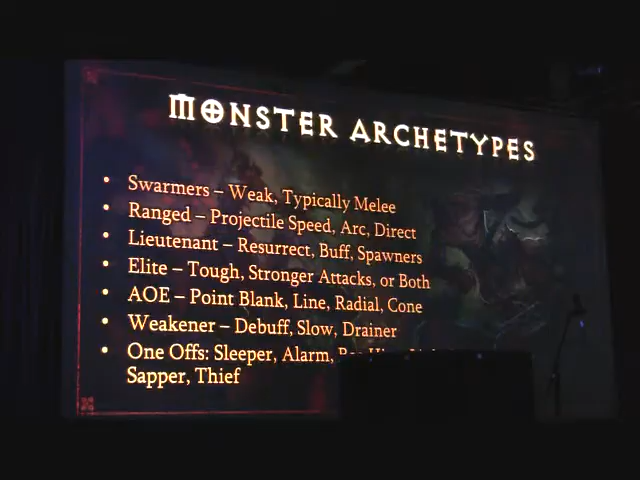 MONSTER ARCHETYPES
• Swarmers – Weak, Typically Melee
• Ranged – Projectile Speed, Arc, Direct
• Lieutenant – Resurrect, Buff, Spawners
• Elite – Tough, Stronger Attacks, or Both
• AOE – Point Blank, Line, Radial, Cone
• Weakener – Debuff, Slow, Drainer
• One Offs: Sleeper, Alarm,
Sapper, Thief